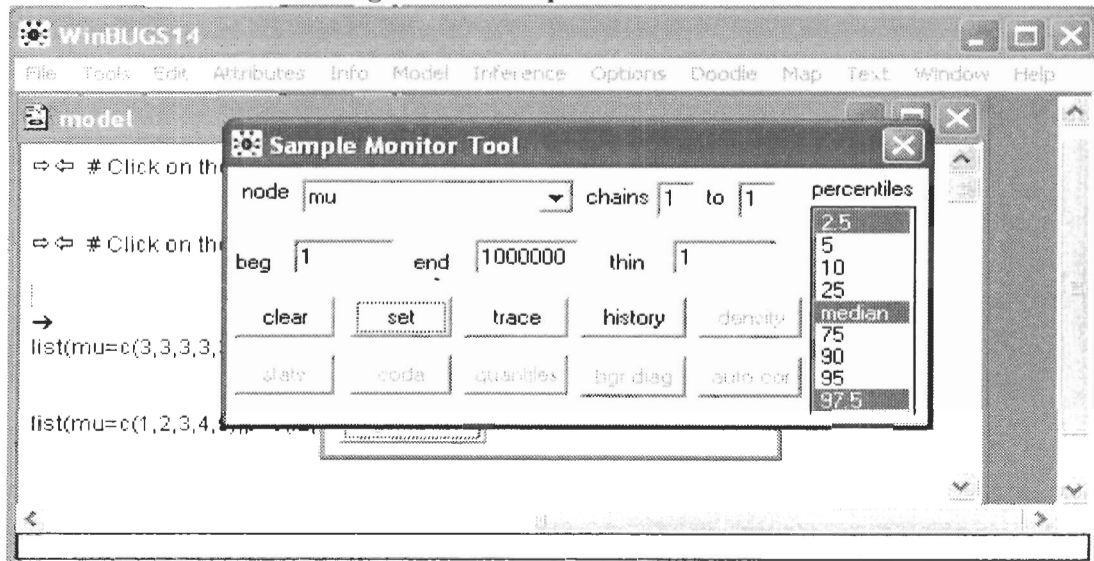 WinBUGS14
File Tools Edit Attributes Info Model Inference Options Doodle Map Text Window Help
model
⇨⇦ # Click on th
⇨⇦ # Click on the
➔
list(mu=c(3,3,3,3,
list(mu=c(1,2,3,4,
Sample Monitor Tool
node mu chains 1 to 1
beg 1 end 1000000 thin 1
clear set trace history density
stats coda quantiles bgr diag auto cor
percentiles
2.5
5
10
25
median
75
90
95
97.5